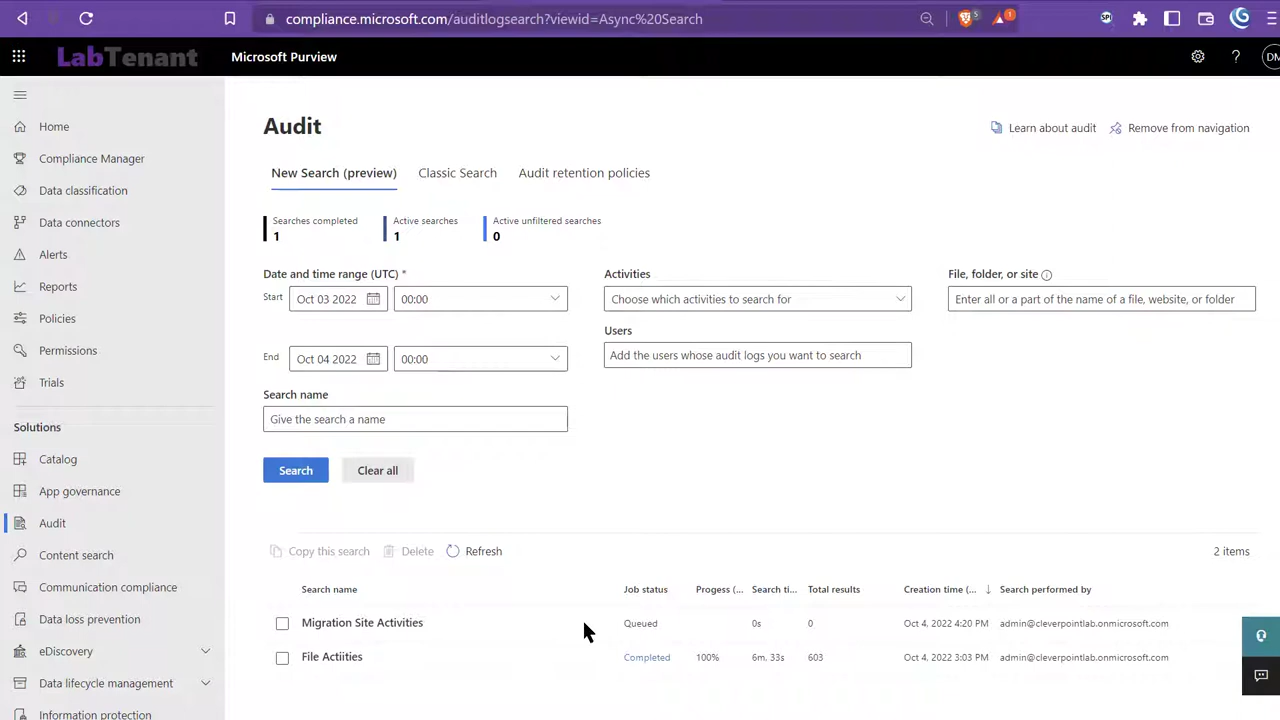 compliance.microsoft.com/auditlogsearch?viewid=Async%20Search
5
1
SPI
LabTenant
Microsoft Purview
?
DM
Home
Compliance Manager
Data classification
Data connectors
Alerts
Reports
Policies
Permissions
Trials
Solutions
Catalog
App governance
Audit
Content search
Communication compliance
Data loss prevention
eDiscovery
Data lifecycle management
Information protection
Audit
Learn about audit
Remove from navigation
New Search (preview) Classic Search Audit retention policies
Searches completed
1
Active searches
1
Active unfiltered searches
0
Date and time range (UTC) *
Start Oct 03 2022 00:00
End Oct 04 2022 00:00
Search name
Give the search a name
Activities
Choose which activities to search for
Users
Add the users whose audit logs you want to search
File, folder, or site
Enter all or a part of the name of a file, website, or folder
Search Clear all
Copy this search Delete Refresh 2 items
Search name Job status Progess (... Search ti... Total results Creation time (... ↓ Search performed by
Migration Site Activities Queued 0s 0 Oct 4, 2022 4:20 PM admin@cleverpointlab.onmicrosoft.com
File Actiities Completed 100% 6m, 33s 603 Oct 4, 2022 3:03 PM admin@cleverpointlab.onmicrosoft.com